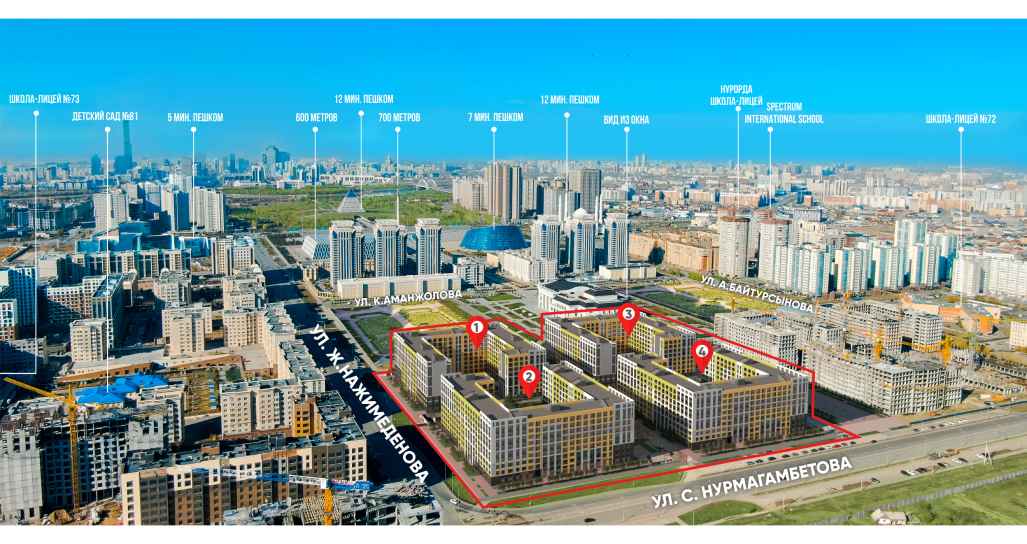 ШКОЛА-ЛИЦЕЙ №73
ДЕТСКИЙ САД №81
5 МИН. ПЕШКОМ
600 МЕТРОВ
12 МИН. ПЕШКОМ
700 МЕТРОВ
7 МИН. ПЕШКОМ
12 МИН. ПЕШКОМ
ВИД ИЗ ОКНА
НУРОРДА
ШКОЛА-ЛИЦЕЙ
SPECTRUM
INTERNATIONAL SCHOOL
ШКОЛА-ЛИЦЕЙ №72
УЛ. К.АМАНЖОЛОВА
УЛ. А.БАЙТУРСЫНОВА
1
2
3
4
УЛ. Ж. НАЖИМЕДЕНОВА
УЛ. С. НУРМАГАМБЕТОВА